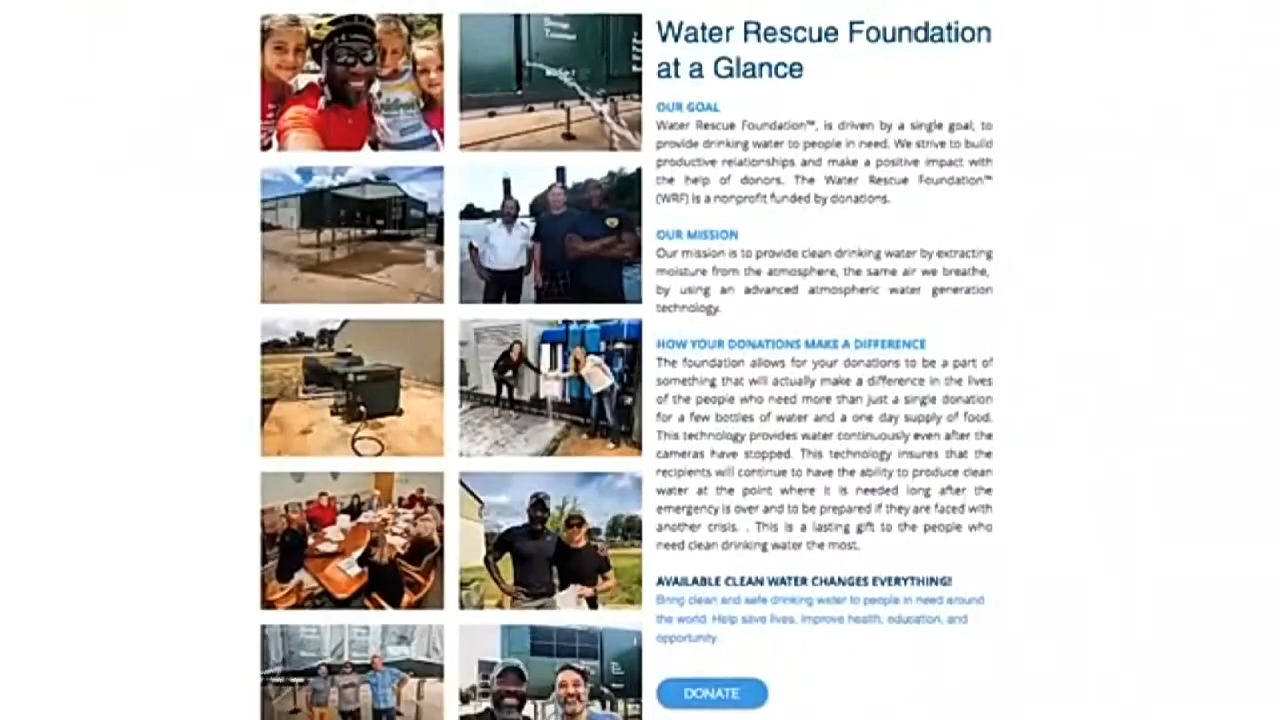 Water Rescue Foundation
at a Glance
OUR GOAL
Water Rescue Foundation™, is driven by a single goal; to
provide drinking water to people in need. We strive to build
productive relationships and make a positive impact with
the help of donors. The Water Rescue Foundation™
(WRF) is a nonprofit funded by donations.
OUR MISSION
Our mission is to provide clean drinking water by extracting
moisture from the atmosphere, the same air we breathe,
by using an advanced atmospheric water generation
technology.
HOW YOUR DONATIONS MAKE A DIFFERENCE
The foundation allows for your donations to be a part of
something that will actually make a difference in the lives
of the people who need more than just a single donation
for a few bottles of water and a one day supply of food.
This technology provides water continuously even after the
cameras have stopped. This technology insures that the
recipients will continue to have the ability to produce clean
water at the point where it is needed long after the
emergency is over and to be prepared if they are faced with
another crisis. . This is a lasting gift to the people who
need clean drinking water the most.
AVAILABLE CLEAN WATER CHANGES EVERYTHING!
Bring clean and safe drinking water to people in need around
the world. Help save lives, improve health, education, and
opportunity.
DONATE